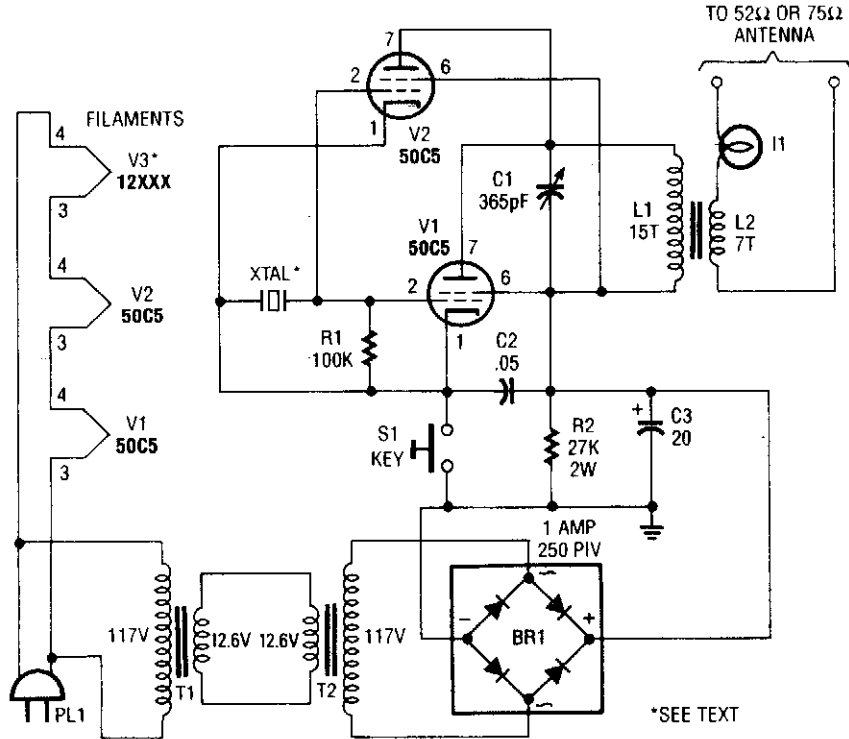 TO 52Ω OR 75Ω
ANTENNA
7
2
6
1
V2
50C5
FILAMENTS
4
V3*
12XXX
3
4
V2
50C5
3
4
V1
50C5
3
I1
C1
365pF
L1
15T
L2
7T
V1
50C5
7
XTAL*
2
6
1
R1
100K
C2
.05
S1
KEY
R2
27K
2W
+
C3
20
1 AMP
250 PIV
~
−
BR1
+
~
117V
T1
12.6V
12.6V
T2
117V
PL1
*SEE TEXT